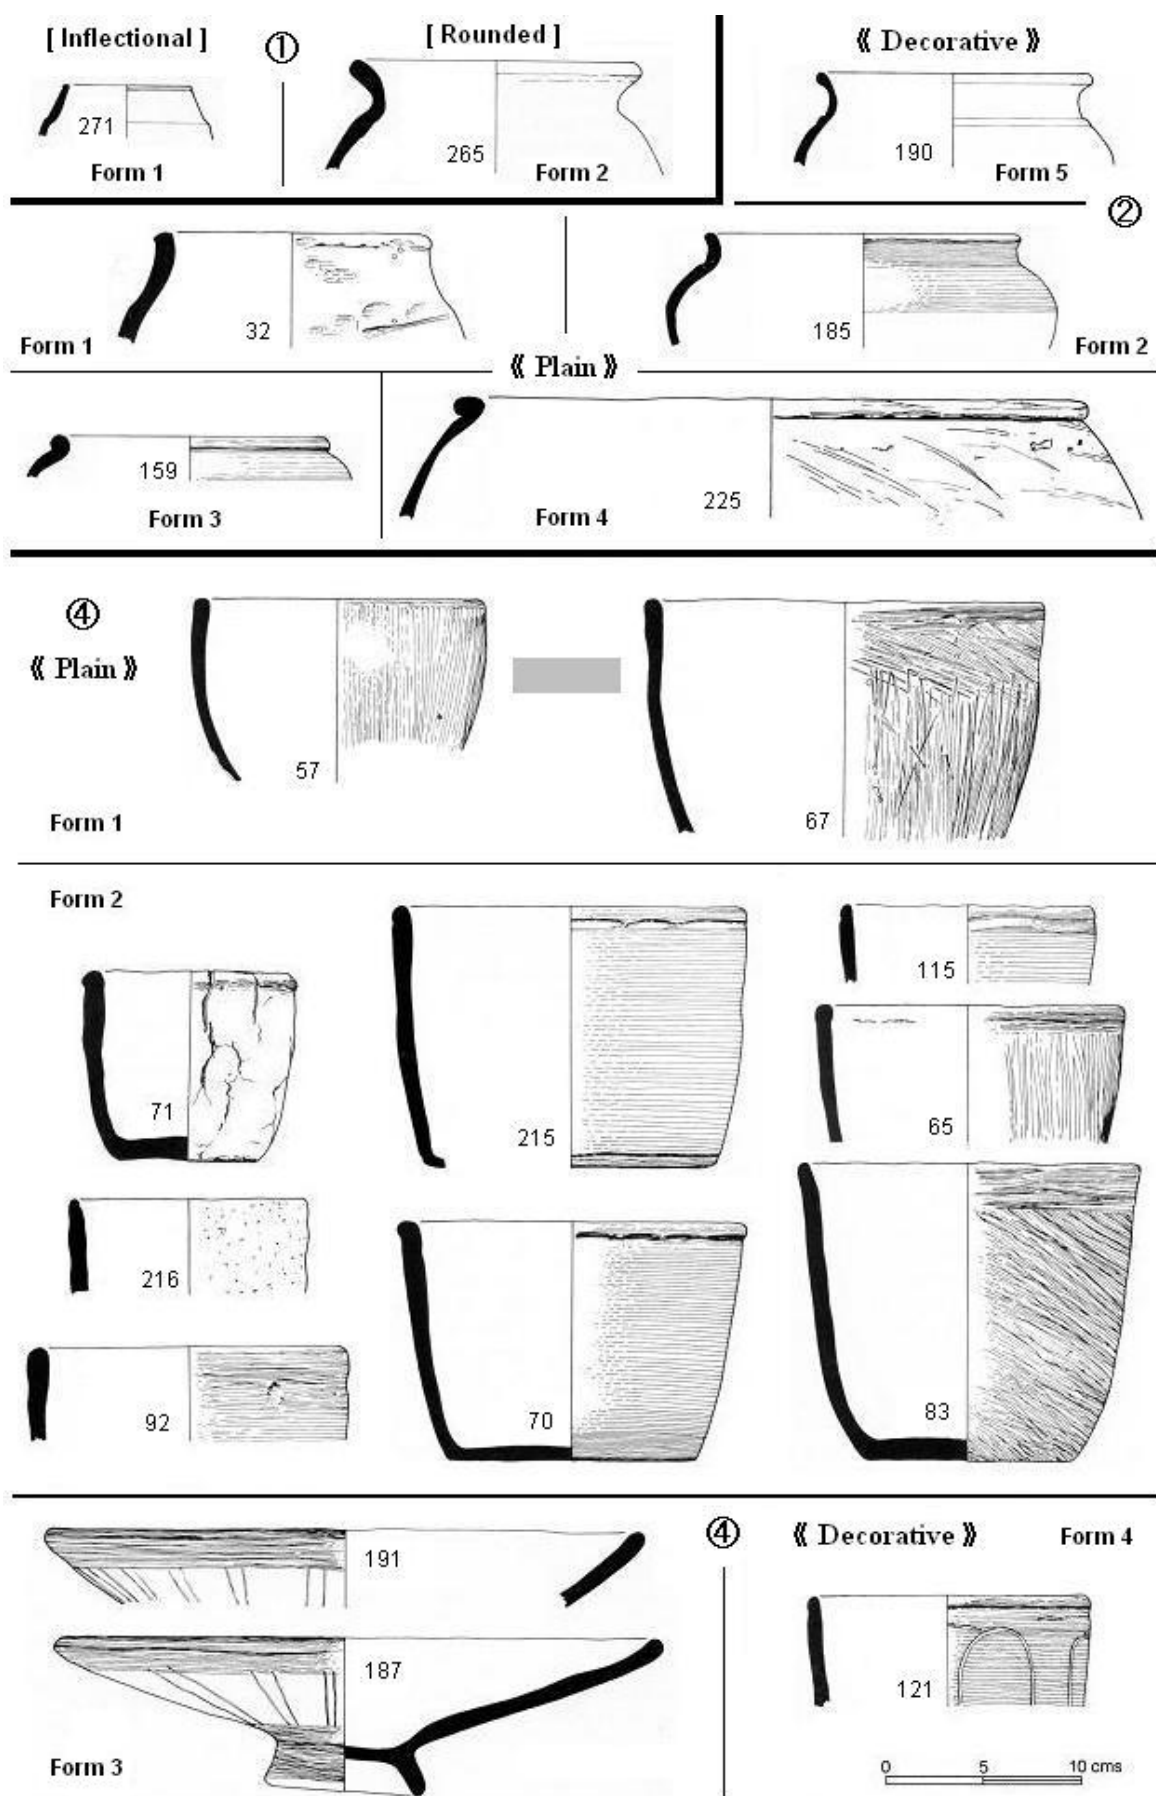 [ Inflectional ]
①
[ Rounded ]
《 Decorative 》
271
265
190
Form 1
Form 2
Form 5
②
32
185
Form 1
Form 2
《 Plain 》
159
225
Form 3
Form 4
④
《 Plain 》
57
67
Form 1
Form 2
115
71
215
65
216
92
70
83
191
④
《 Decorative 》
Form 4
187
121
Form 3
0 5 10 cms